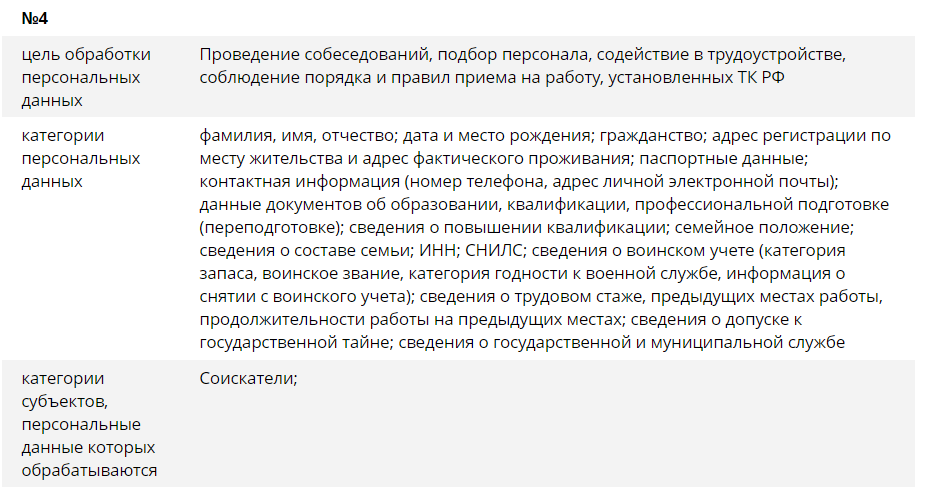 №4
цель обработки
персональных
данных
Проведение собеседований, подбор персонала, содействие в трудоустройстве,
соблюдение порядка и правил приема на работу, установленных ТК РФ
категории
персональных
данных
фамилия, имя, отчество; дата и место рождения; гражданство; адрес регистрации по
месту жительства и адрес фактического проживания; паспортные данные;
контактная информация (номер телефона, адрес личной электронной почты);
данные документов об образовании, квалификации, профессиональной подготовке
(переподготовке); сведения о повышении квалификации; семейное положение;
сведения о составе семьи; ИНН; СНИЛС; сведения о воинском учете (категория
запаса, воинское звание, категория годности к военной службе, информация о
снятии с воинского учета); сведения о трудовом стаже, предыдущих местах работы,
продолжительности работы на предыдущих местах; сведения о допуске к
государственной тайне; сведения о государственной и муниципальной службе
категории
субъектов,
персональные
данные которых
обрабатываются
Соискатели;